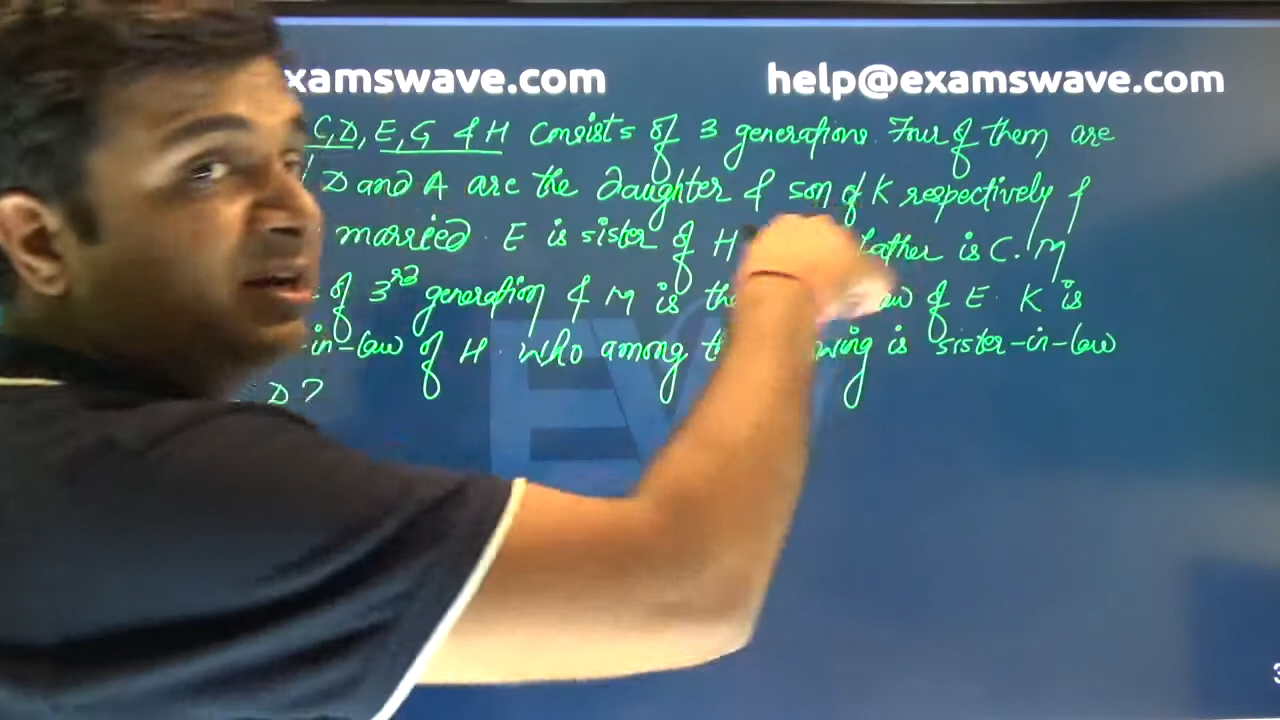 xamswave.com help@examswave.com
C,D, E,G & H Consists of 3 generations. Four of them are
D and A are the daughter & son of K respectively &
married. E is sister of H father is C. M
of 3rd generation & M is the of E. K is
-in-law of H. who among is sister-in-law
D?
EW
3